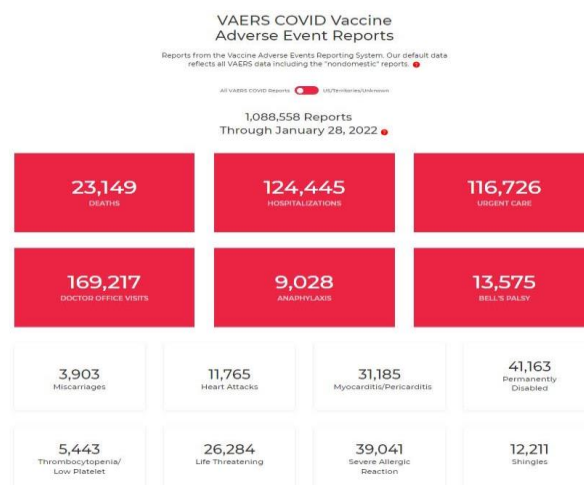 VAERS COVID Vaccine
Adverse Event Reports
Reports from the Vaccine Adverse Events Reporting System. Our default data
reflects all VAERS data including the "nondomestic" reports. ?
All VAERS COVID Reports US/Territories/Unknown
1,088,558 Reports
Through January 28, 2022 ?
23,149 124,445 116,726
DEATHS HOSPITALIZATIONS URGENT CARE
169,217 9,028 13,575
DOCTOR OFFICE VISITS ANAPHYLAXIS BELL'S PALSY
3,903 11,765 31,185 41,163
Miscarriages Heart Attacks Myocarditis/Pericarditis Permanently
Disabled
5,443 26,284 39,041 12,211
Thrombocytopenia/ Life Threatening Severe Allergic Shingles
Low Platelet Reaction